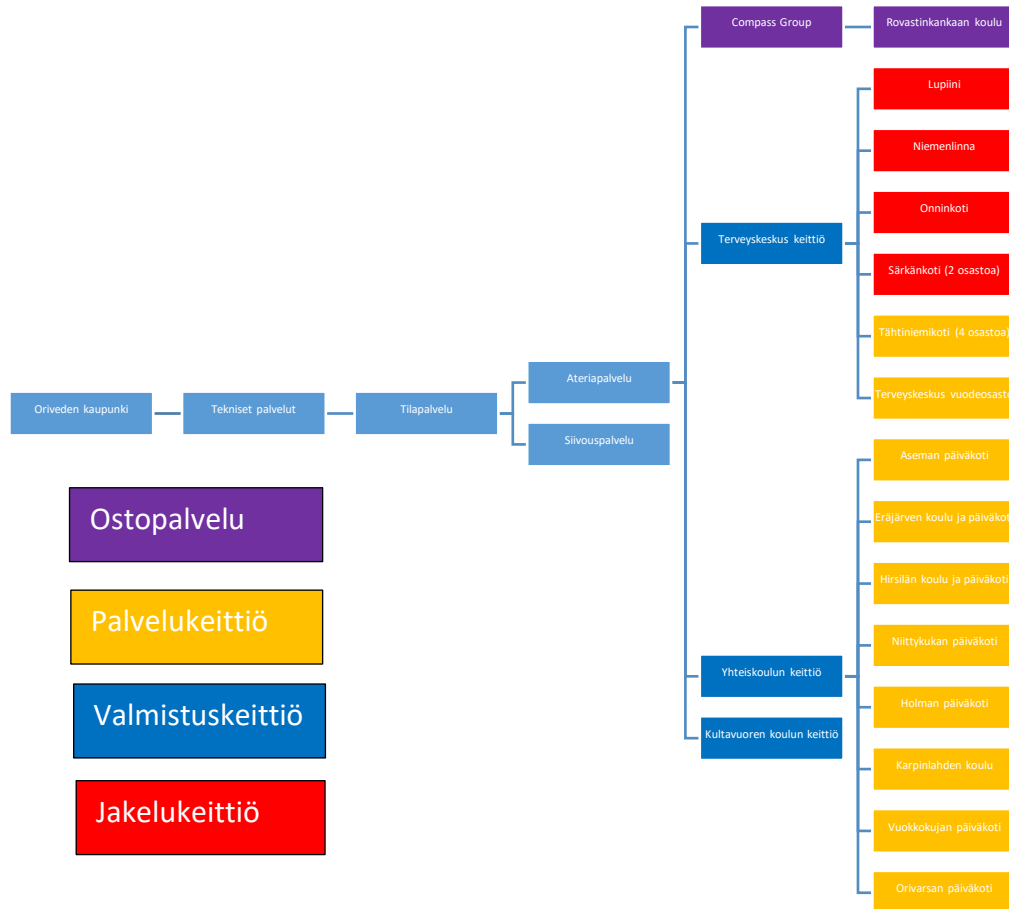 Compass Group
Rovastinkankaan koulu
Lupiini
Niemenlinna
Onninkoti
Terveyskeskus keittiö
Särkänkoti (2 osastoa)
Tähtiniemikoti (4 osastoa)
Terveyskeskus vuodeosasto
Oriveden kaupunki
Tekniset palvelut
Tilapalvelu
Ateriapalvelu
Siivouspalvelu
Aseman päiväkoti
Eräjärven koulu ja päiväkoti
Hirsilän koulu ja päiväkoti
Niittykukan päiväkoti
Yhteiskoulun keittiö
Holman päiväkoti
Kultavuoren koulun keittiö
Karpinlahden koulu
Vuokkokujan päiväkoti
Orivarsan päiväkoti
Ostopalvelu
Palvelukeittiö
Valmistuskeittiö
Jakelukeittiö